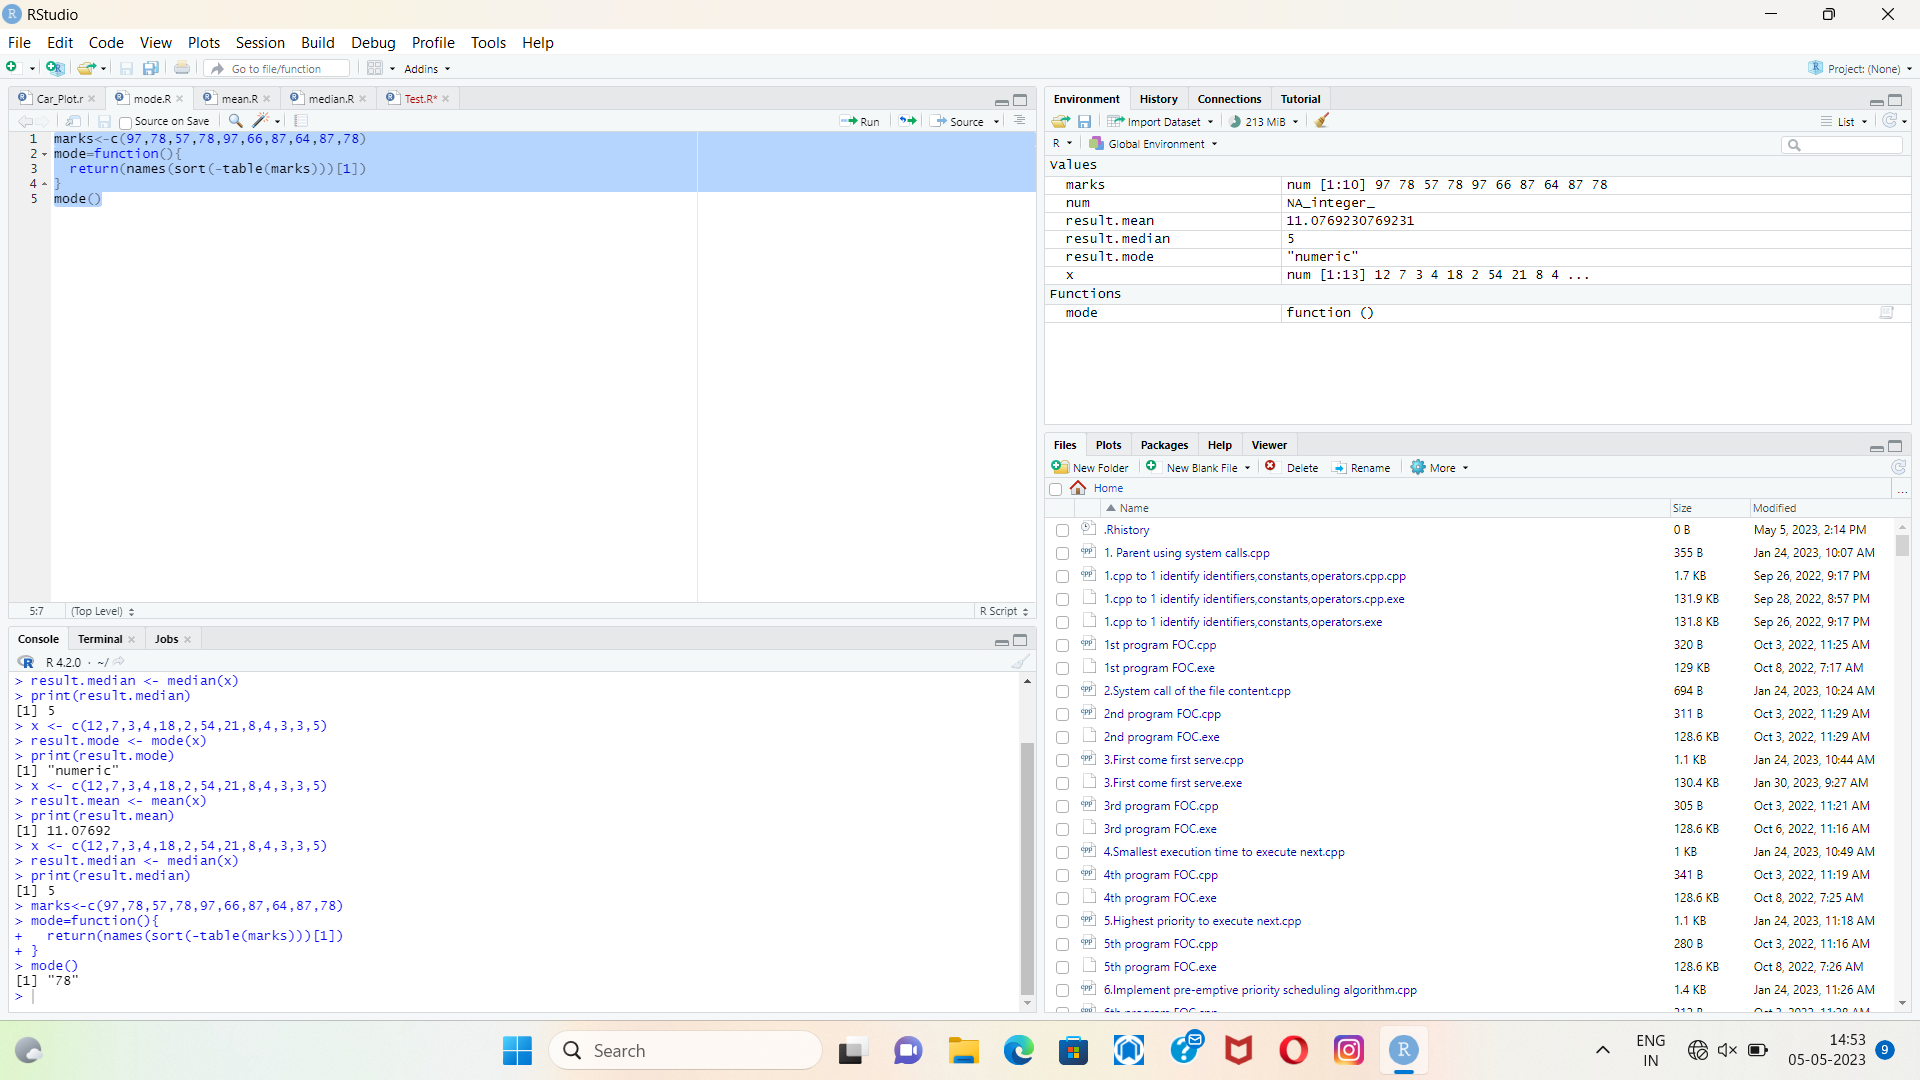 RStudio
File Edit Code View Plots Session Build Debug Profile Tools Help
Go to file/function Addins Project: (None)
Car_Plot.r mode.R mean.R median.R Test.R*
Source on Save Run Source
1 marks<-c(97,78,57,78,97,66,87,64,87,78)
2 mode=function(){
3 return(names(sort(-table(marks)))[1])
4 }
5 mode()
5:7 (Top Level) R Script
Console Terminal Jobs
R 4.2.0 · ~/
> result.median <- median(x)
> print(result.median)
[1] 5
> x <- c(12,7,3,4,18,2,54,21,8,4,3,3,5)
> result.mode <- mode(x)
> print(result.mode)
[1] "numeric"
> x <- c(12,7,3,4,18,2,54,21,8,4,3,3,5)
> result.mean <- mean(x)
> print(result.mean)
[1] 11.07692
> x <- c(12,7,3,4,18,2,54,21,8,4,3,3,5)
> result.median <- median(x)
> print(result.median)
[1] 5
> marks<-c(97,78,57,78,97,66,87,64,87,78)
> mode=function(){
+ return(names(sort(-table(marks)))[1])
+ }
> mode()
[1] "78"
>
Environment History Connections Tutorial
Import Dataset 213 MiB List
R Global Environment
Values
marks num [1:10] 97 78 57 78 97 66 87 64 87 78
num NA_integer_
result.mean 11.0769230769231
result.median 5
result.mode "numeric"
x num [1:13] 12 7 3 4 18 2 54 21 8 4 ...
Functions
mode function ()
Files Plots Packages Help Viewer
New Folder New Blank File Delete Rename More
Home ...
Name Size Modified
.Rhistory 0 B May 5, 2023, 2:14 PM
1. Parent using system calls.cpp 355 B Jan 24, 2023, 10:07 AM
1.cpp to 1 identify identifiers,constants,operators.cpp.cpp 1.7 KB Sep 26, 2022, 9:17 PM
1.cpp to 1 identify identifiers,constants,operators.cpp.exe 131.9 KB Sep 28, 2022, 8:57 PM
1.cpp to 1 identify identifiers,constants,operators.exe 131.8 KB Sep 26, 2022, 9:17 PM
1st program FOC.cpp 320 B Oct 3, 2022, 11:25 AM
1st program FOC.exe 129 KB Oct 8, 2022, 7:17 AM
2.System call of the file content.cpp 694 B Jan 24, 2023, 10:24 AM
2nd program FOC.cpp 311 B Oct 3, 2022, 11:29 AM
2nd program FOC.exe 128.6 KB Oct 3, 2022, 11:29 AM
3.First come first serve.cpp 1.1 KB Jan 24, 2023, 10:44 AM
3.First come first serve.exe 130.4 KB Jan 30, 2023, 9:27 AM
3rd program FOC.cpp 305 B Oct 3, 2022, 11:21 AM
3rd program FOC.exe 128.6 KB Oct 6, 2022, 11:16 AM
4.Smallest execution time to execute next.cpp 1 KB Jan 24, 2023, 10:49 AM
4th program FOC.cpp 341 B Oct 3, 2022, 11:19 AM
4th program FOC.exe 128.6 KB Oct 8, 2022, 7:25 AM
5.Highest priority to execute next.cpp 1.1 KB Jan 24, 2023, 11:18 AM
5th program FOC.cpp 280 B Oct 3, 2022, 11:16 AM
5th program FOC.exe 128.6 KB Oct 8, 2022, 7:26 AM
6.Implement pre-emptive priority scheduling algorithm.cpp 1.4 KB Jan 24, 2023, 11:26 AM
Search
ENG
IN
14:53
05-05-2023
9